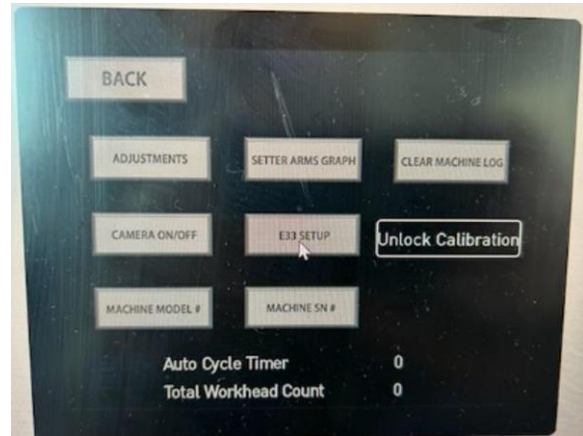 BACK
ADJUSTMENTS
SETTER ARMS GRAPH
CLEAR MACHINE LOG
CAMERA ON/OFF
E33 SETUP
Unlock Calibration
MACHINE MODEL #
MACHINE SN #
Auto Cycle Timer 0
Total Workhead Count 0